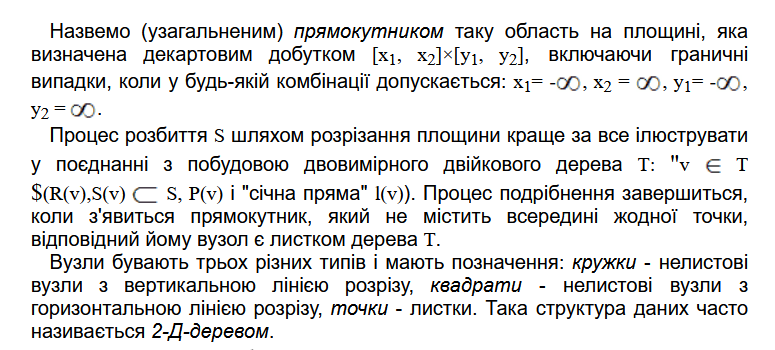 Назвемо (узагальненим) прямокутником таку область на площині, яка
визначена декартовим добутком [x₁, x₂]×[y₁, y₂], включаючи граничні
випадки, коли у будь-якій комбінації допускається: x₁= -∞, x₂ = ∞, y₁= -∞,
y₂ = ∞.
Процес розбиття S шляхом розрізання площини краще за все ілюструвати
у поєднанні з побудовою двовимірного двійкового дерева T: "v ∈ T
$(R(v),S(v) ⊂ S, P(v) і "січна пряма" l(v)). Процес подрібнення завершиться,
коли з'явиться прямокутник, який не містить всередині жодної точки,
відповідний йому вузол є листком дерева T.
Вузли бувають трьох різних типів і мають позначення: кружки - нелистові
вузли з вертикальною лінією розрізу, квадрати - нелистові вузли з
горизонтальною лінією розрізу, точки - листки. Така структура даних часто
називається 2-Д-деревом.